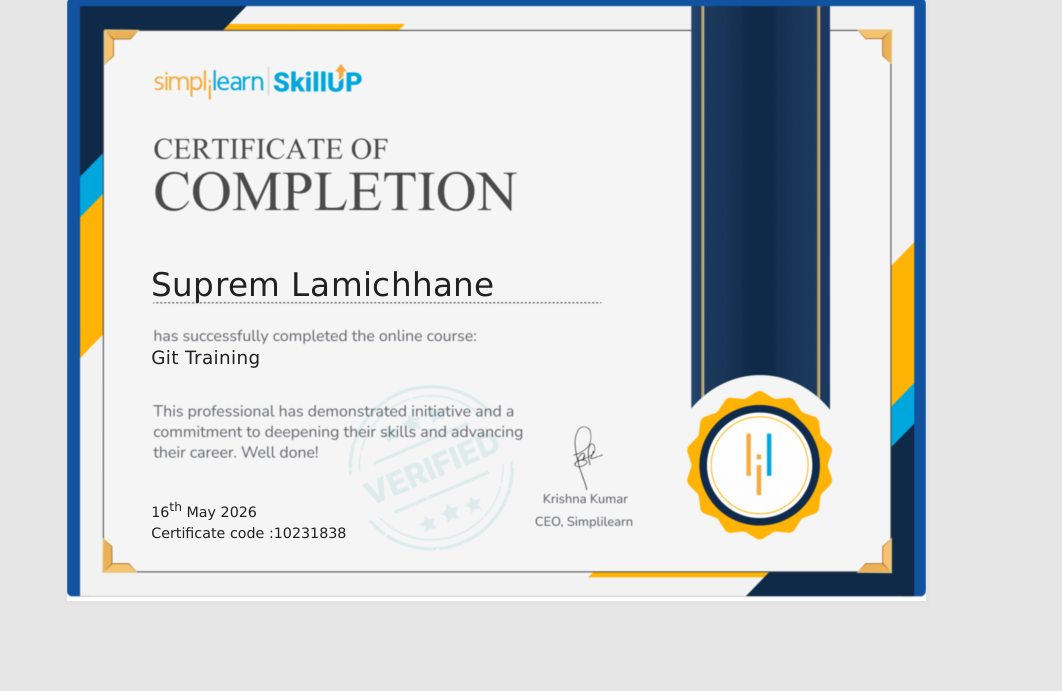 simplilearn | SkillUP
CERTIFICATE OF
COMPLETION
Suprem Lamichhane
has successfully completed the online course:
Git Training
This professional has demonstrated initiative and a
commitment to deepening their skills and advancing
their career. Well done!
VERIFIED
16th May 2026
Certificate code :10231838
Krishna Kumar
CEO, Simplilearn